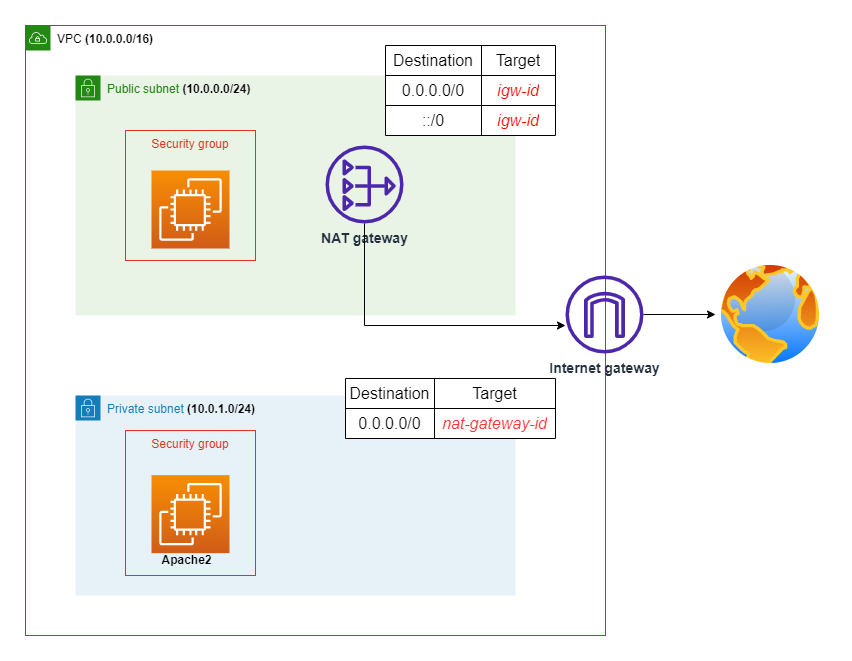 VPC (10.0.0.0/16)
Public subnet (10.0.0.0/24)
Destination Target
0.0.0.0/0 igw-id
::/0 igw-id
Security group
NAT gateway
Internet gateway
Private subnet (10.0.1.0/24)
Destination Target
0.0.0.0/0 nat-gateway-id
Security group
Apache2